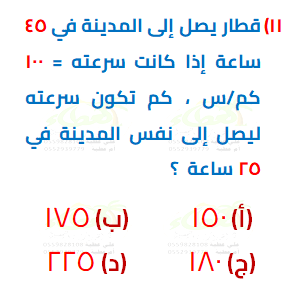 ١١) قطار يصل إلى المدينة في ٤٥
ساعة إذا كانت سرعته = ١٠٠
كم/س ، كم تكون سرعته
ليصل إلى نفس المدينة في
٢٥ ساعة ؟
(أ) ١٥٠ (ب) ١٧٥
(ج) ١٨٠ (د) ٢٢٥